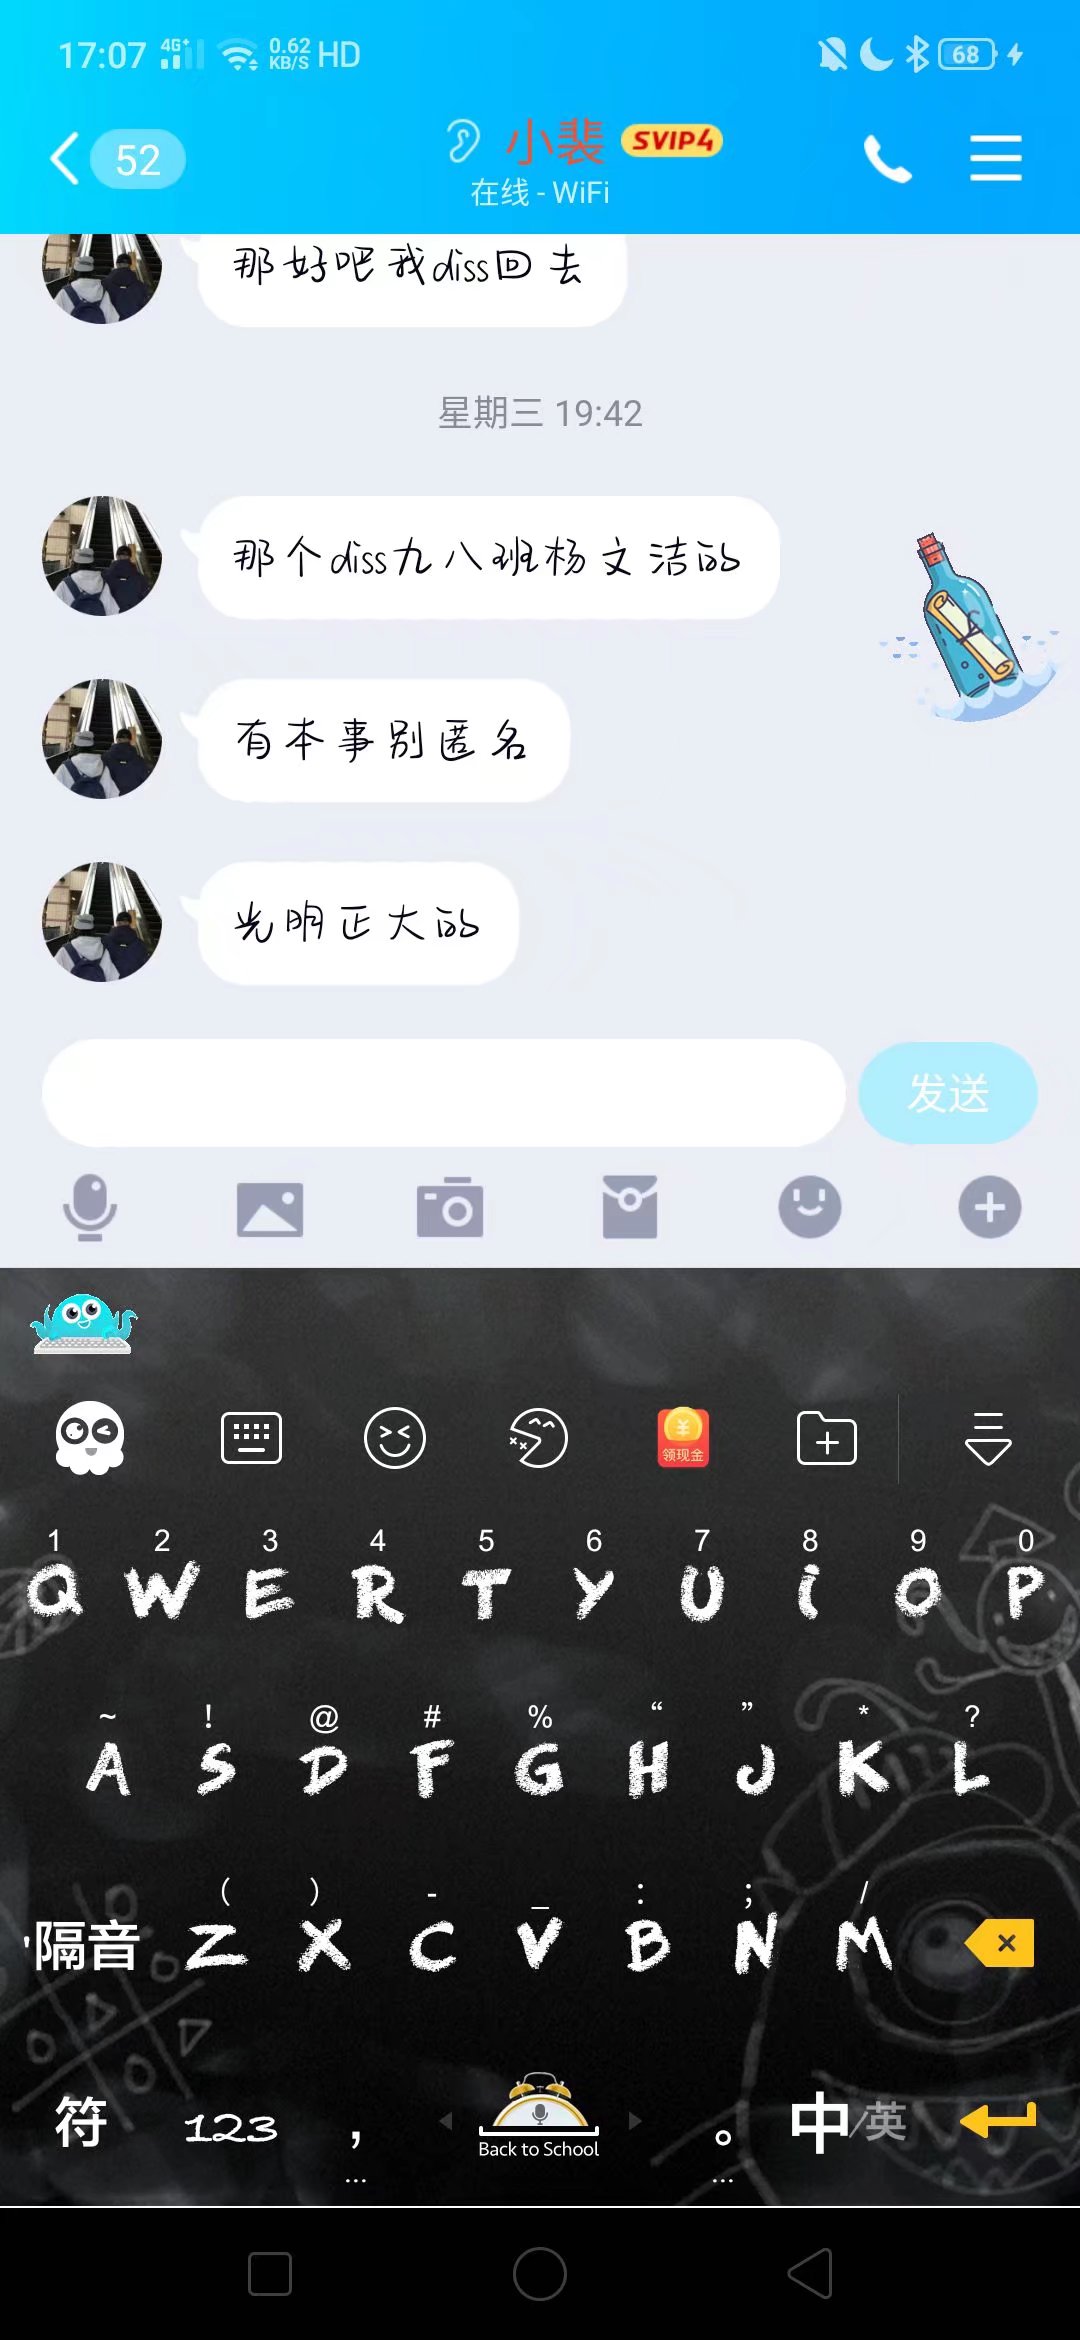 17:07 4G+ 0.62 KB/S HD 68
52 小裴 SVIP4
在线 - WiFi
那好吧我diss回去
星期三 19:42
那个diss九八班杨文洁的
有本事别匿名
光明正大的
发送
领现金
1 2 3 4 5 6 7 8 9 0
Q W E R T Y U I O P
~ ! @ # % “ ” * ?
A S D F G H J K L
( ) - _ : ; /
'隔音 Z X C V B N M
符 123 , Back to School 。 中/英
... ...